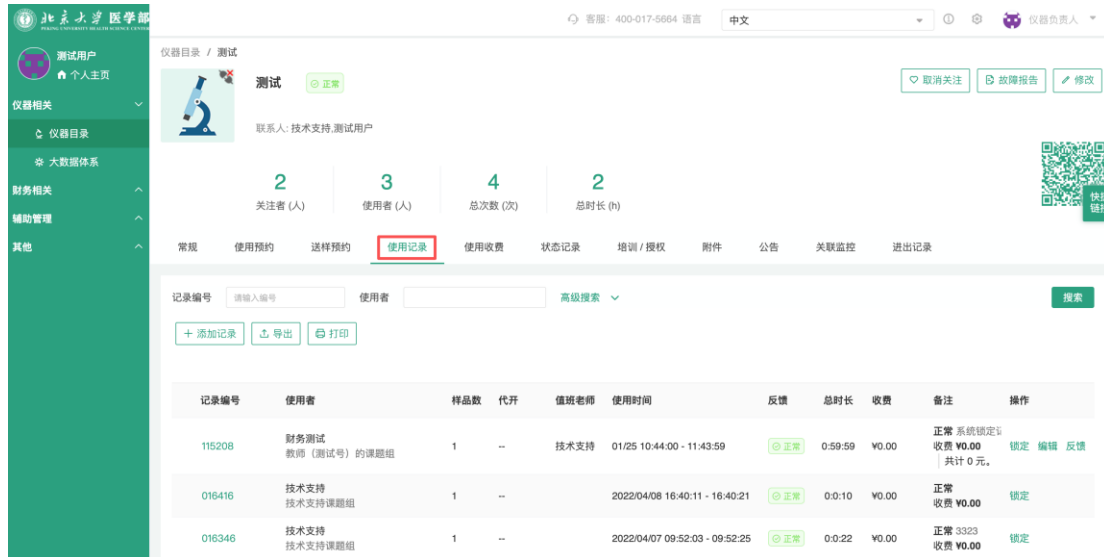 北京大学 医学部
PEKING UNIVERSITY HEALTH SCIENCE CENTER
客服：400-017-5664 语言 中文
仪器负责人
测试用户
个人主页
仪器相关
仪器目录
大数据体系
财务相关
辅助管理
其他
仪器目录 / 测试
测试 正常
取消关注 故障报告 修改
联系人: 技术支持,测试用户
2 3 4 2
关注者 (人) 使用者 (人) 总次数 (次) 总时长 (h)
常规 使用预约 送样预约 使用记录 使用收费 状态记录 培训 / 授权 附件 公告 关联监控 进出记录
记录编号 请输入编号 使用者 高级搜索 搜索
添加记录 导出 打印
记录编号 使用者 样品数 代开 值班老师 使用时间 反馈 总时长 收费 备注 操作
115208 财务测试 1 -- 技术支持 01/25 10:44:00 - 11:43:59 正常 0:59:59 ¥0.00 正常 系统锁定 锁定 编辑 反馈
教师（测试号）的课题组 收费 ¥0.00
共计 0 元。
016416 技术支持 1 -- 2022/04/08 16:40:11 - 16:40:21 正常 0:0:10 ¥0.00 正常 锁定
技术支持课题组 收费 ¥0.00
016346 技术支持 1 -- 2022/04/07 09:52:03 - 09:52:25 正常 0:0:22 ¥0.00 正常 3323 锁定
技术支持课题组 收费 ¥0.00